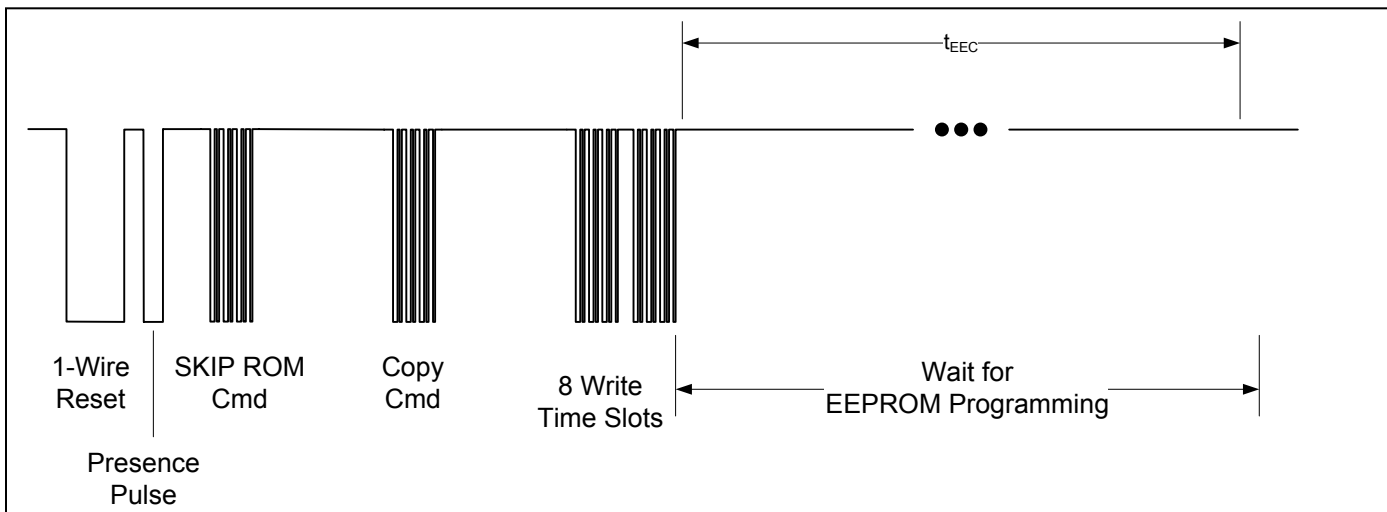 tEEC
1-Wire
Reset
SKIP ROM
Cmd
Copy
Cmd
8 Write
Time Slots
Wait for
EEPROM Programming
Presence
Pulse